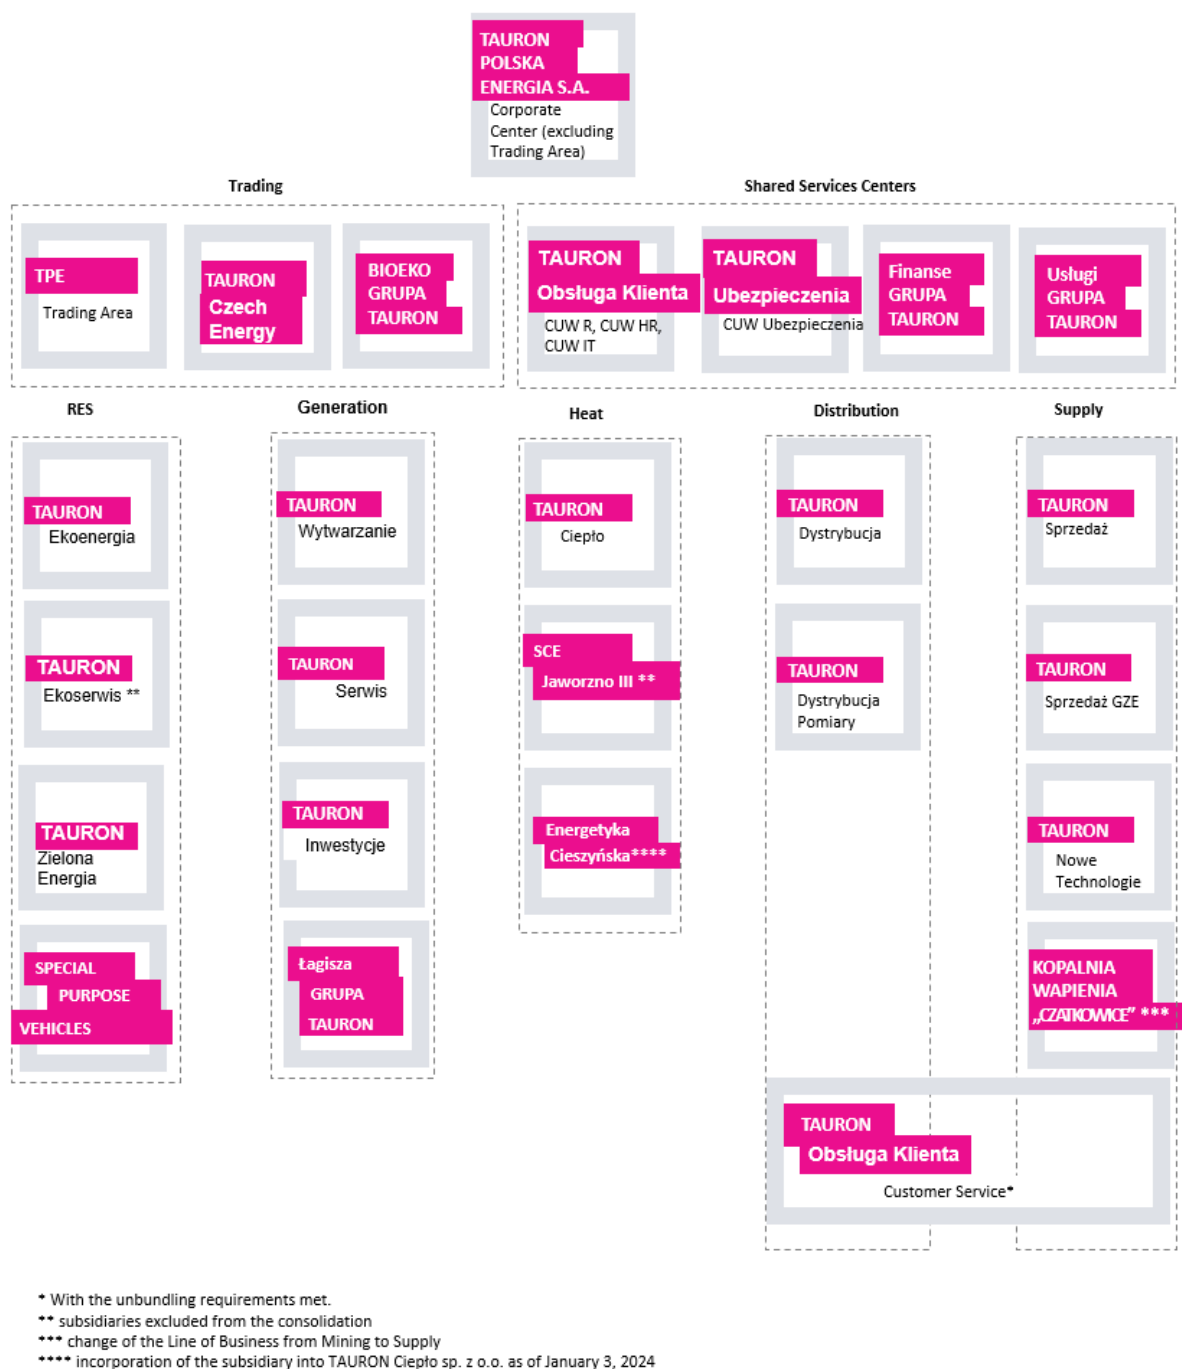 TAURON
POLSKA
ENERGIA S.A.
Corporate
Center (excluding
Trading Area)
Trading
TPE
Trading Area
TAURON
Czech
Energy
BIOEKO
GRUPA
TAURON
Shared Services Centers
TAURON
Obsługa Klienta
CUW R, CUW HR,
CUW IT
TAURON
Ubezpieczenia
CUW Ubezpieczenia
Finanse
GRUPA
TAURON
Usługi
GRUPA
TAURON
RES
TAURON
Ekoenergia
TAURON
Ekoserwis **
TAURON
Zielona
Energia
SPECIAL
PURPOSE
VEHICLES
Generation
TAURON
Wytwarzanie
TAURON
Serwis
TAURON
Inwestycje
Łagisza
GRUPA
TAURON
Heat
TAURON
Ciepło
SCE
Jaworzno III **
Energetyka
Cieszyńska****
Distribution
TAURON
Dystrybucja
TAURON
Dystrybucja
Pomiary
Supply
TAURON
Sprzedaż
TAURON
Sprzedaż GZE
TAURON
Nowe
Technologie
KOPALNIA
WAPIENIA
„CZATKOWICE” ***
TAURON
Obsługa Klienta
Customer Service*
* With the unbundling requirements met.
** subsidiaries excluded from the consolidation
*** change of the Line of Business from Mining to Supply
**** incorporation of the subsidiary into TAURON Ciepło sp. z o.o. as of January 3, 2024